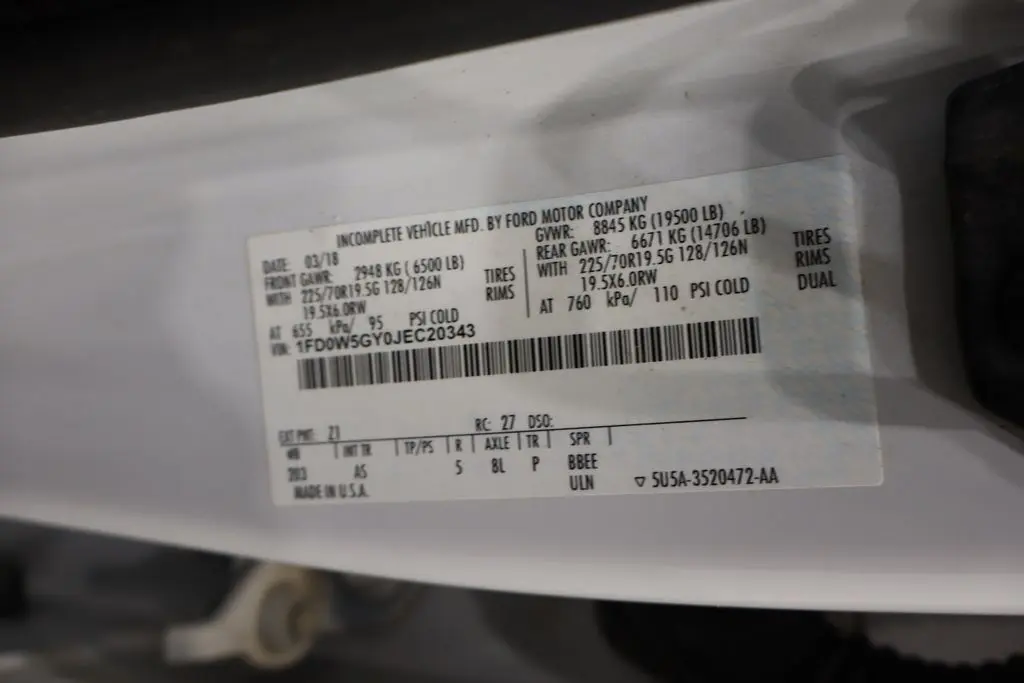 INCOMPLETE VEHICLE MFD. BY FORD MOTOR COMPANY
DATE: 03/18
GVWR: 8845 KG (19500 LB)
FRONT GAWR: 2948 KG ( 6500 LB)
REAR GAWR: 6671 KG (14706 LB)
WITH 225/70R19.5G 128/126N TIRES
WITH 225/70R19.5G 128/126N TIRES
19.5X6.0RW RIMS
19.5X6.0RW RIMS
AT 655 kPa/ 95 PSI COLD
AT 760 kPa/ 110 PSI COLD DUAL
VIN: 1FD0W5GY0JEC20343
EXT PNT: Z1 RC: 27 DSO:
WB INT TR TP/PS R AXLE TR SPR
203 AS 5 8L P BBEE
MADE IN U.S.A. ULN ▽ 5U5A-3520472-AA